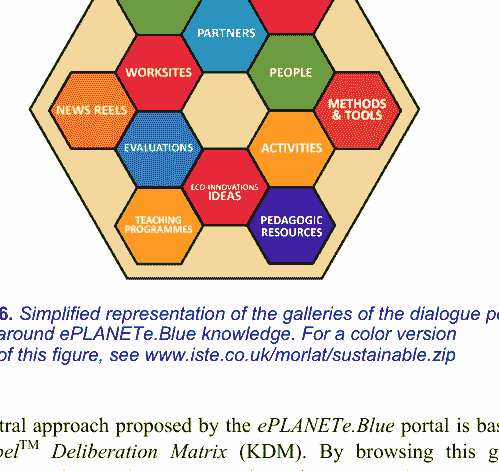 PARTNERS
WORKSITES
PEOPLE
NEWS REELS
METHODS
& TOOLS
EVALUATIONS
ACTIVITIES
ECO-INNOVATIONS
IDEAS
TEACHING
PROGRAMMES
PEDAGOGIC
RESOURCES
6. Simplified representation of the galleries of the dialogue po
around ePLANETe.Blue knowledge. For a color version
of this figure, see www.iste.co.uk/morlat/sustainable.zip
tral approach proposed by the ePLANETe.Blue portal is bas
bel™ Deliberation Matrix (KDM). By browsing this g